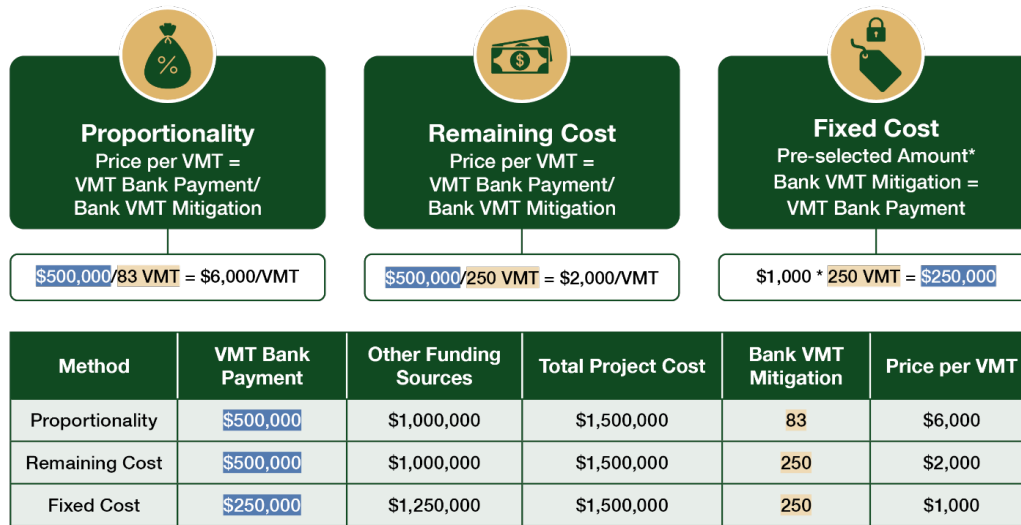 %
$
Proportionality
Price per VMT =
VMT Bank Payment/
Bank VMT Mitigation
$500,000/83 VMT = $6,000/VMT
Remaining Cost
Price per VMT =
VMT Bank Payment/
Bank VMT Mitigation
$500,000/250 VMT = $2,000/VMT
Fixed Cost
Pre-selected Amount*
Bank VMT Mitigation =
VMT Bank Payment
$1,000 * 250 VMT = $250,000
Method VMT Bank Payment Other Funding Sources Total Project Cost Bank VMT Mitigation Price per VMT
Proportionality $500,000 $1,000,000 $1,500,000 83 $6,000
Remaining Cost $500,000 $1,000,000 $1,500,000 250 $2,000
Fixed Cost $250,000 $1,250,000 $1,500,000 250 $1,000